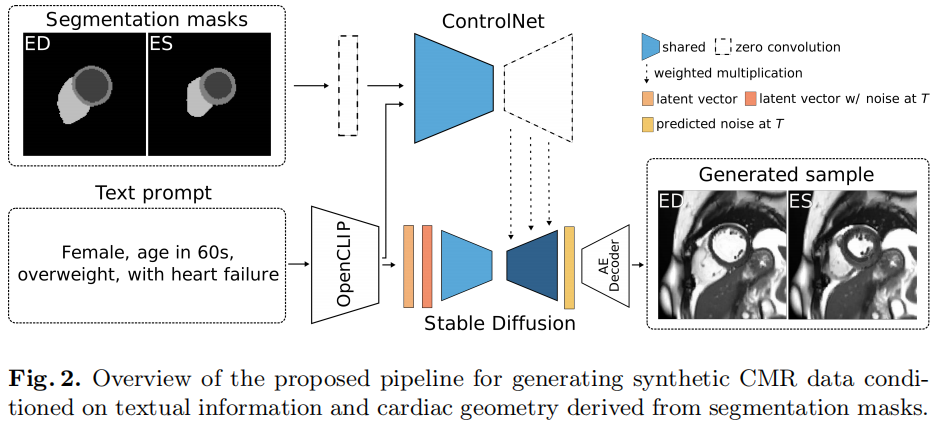 Segmentation masks
ED
ES
ControlNet
shared
zero convolution
weighted multiplication
latent vector
latent vector w/ noise at T
predicted noise at T
Text prompt
Female, age in 60s,
overweight, with heart failure
OpenCLIP
Stable Diffusion
AE
Decoder
Generated sample
ED
ES
Fig. 2. Overview of the proposed pipeline for generating synthetic CMR data condi-
tioned on textual information and cardiac geometry derived from segmentation masks.